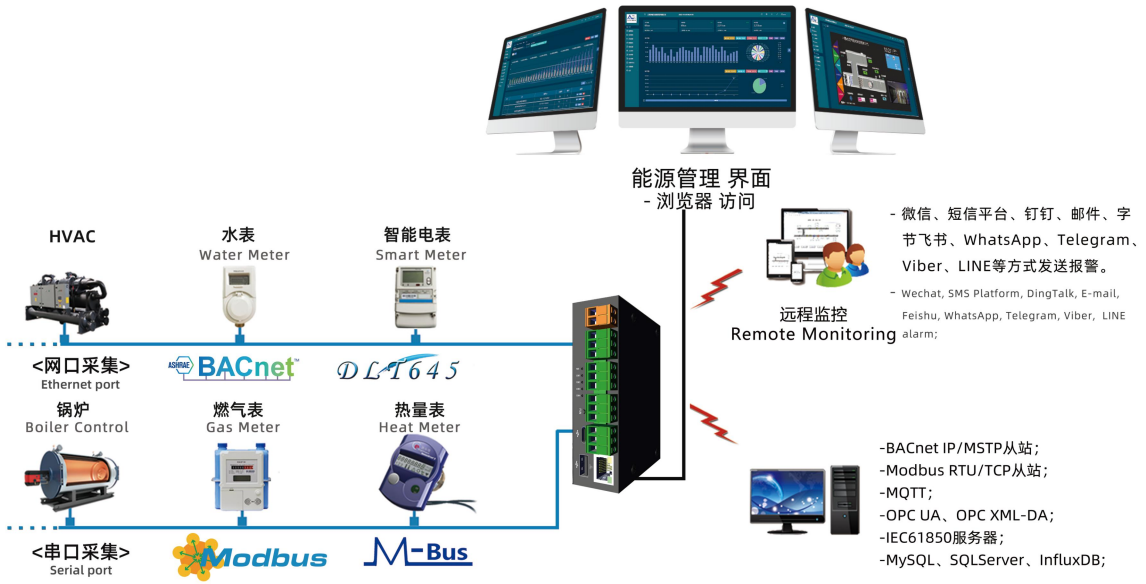 能源管理 界面
- 浏览器 访问
HVAC
水表
Water Meter
智能电表
Smart Meter
<网口采集>
Ethernet port
ASHRAE BACnet™
DLT645
锅炉
Boiler Control
燃气表
Gas Meter
热量表
Heat Meter
<串口采集>
Serial port
Modbus
M-Bus
远程监控
Remote Monitoring
- 微信、短信平台、钉钉、邮件、字
节飞书、WhatsApp、Telegram、
Viber、LINE等方式发送报警。
- Wechat, SMS Platform, DingTalk, E-mail,
Feishu, WhatsApp, Telegram, Viber, LINE
alarm;
-BACnet IP/MSTP从站；
-Modbus RTU/TCP从站；
-MQTT；
-OPC UA、OPC XML-DA；
-IEC61850服务器；
-MySQL、SQLServer、InfluxDB；